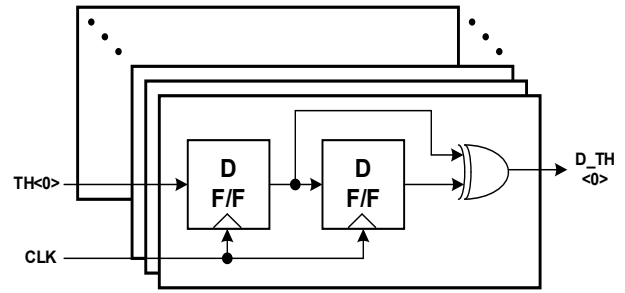 D
F/F
D
F/F
D_TH
<0>
TH<0>
CLK